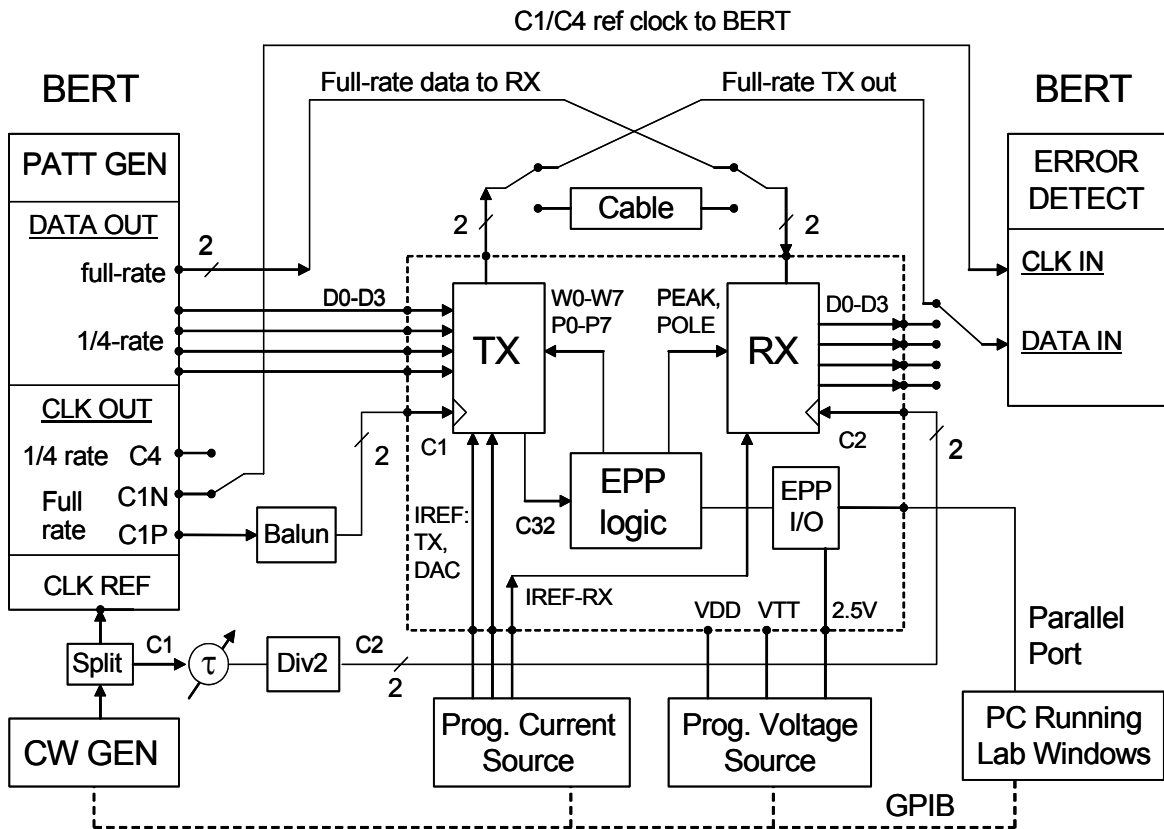 C1/C4 ref clock to BERT
BERT
Full-rate data to RX
Full-rate TX out
BERT
PATT GEN
ERROR
DETECT
DATA OUT
2
full-rate
Cable
2
2
CLK IN
D0-D3
W0-W7
P0-P7
PEAK,
POLE
D0-D3
1/4-rate
TX
RX
DATA IN
CLK OUT
1/4 rate C4
2
C1
C2
2
Full
rate
C1N
C1P
Balun
IREF:
TX,
DAC
C32
EPP
logic
EPP
I/O
CLK REF
IREF-RX
VDD
VTT
2.5V
Parallel
Port
Split
C1
τ
Div2
C2
2
CW GEN
Prog. Current
Source
Prog. Voltage
Source
PC Running
Lab Windows
GPIB